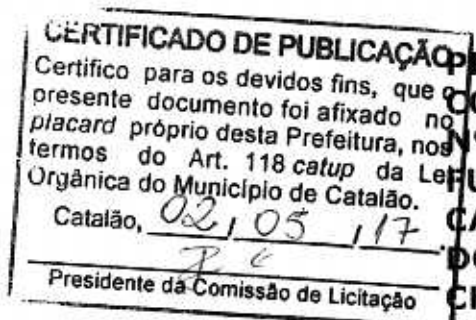 CERTIFICADO DE PUBLICAÇÃO
Certifico para os devidos fins, que o
presente documento foi afixado no
placard próprio desta Prefeitura, nos
termos do Art. 118 catup da Lei
Orgânica do Município de Catalão.
Catalão, 02 / 05 / 17
Presidente da Comissão de Licitação